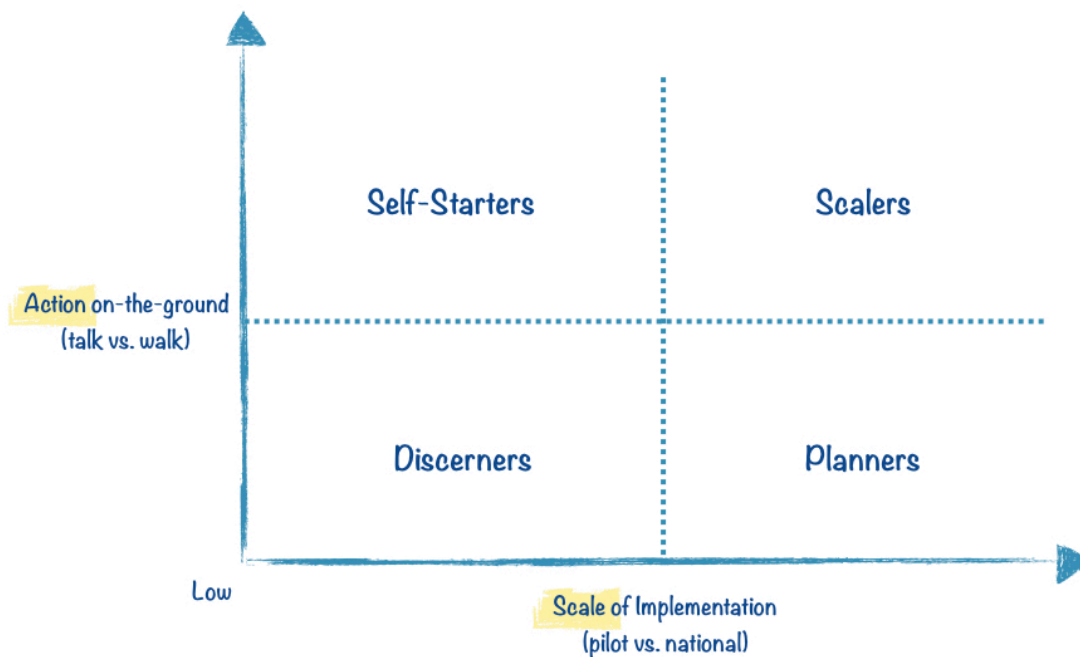 Self-Starters
Scalers
Action on-the-ground
(talk vs. walk)
Discerners
Planners
Low
Scale of Implementation
(pilot vs. national)